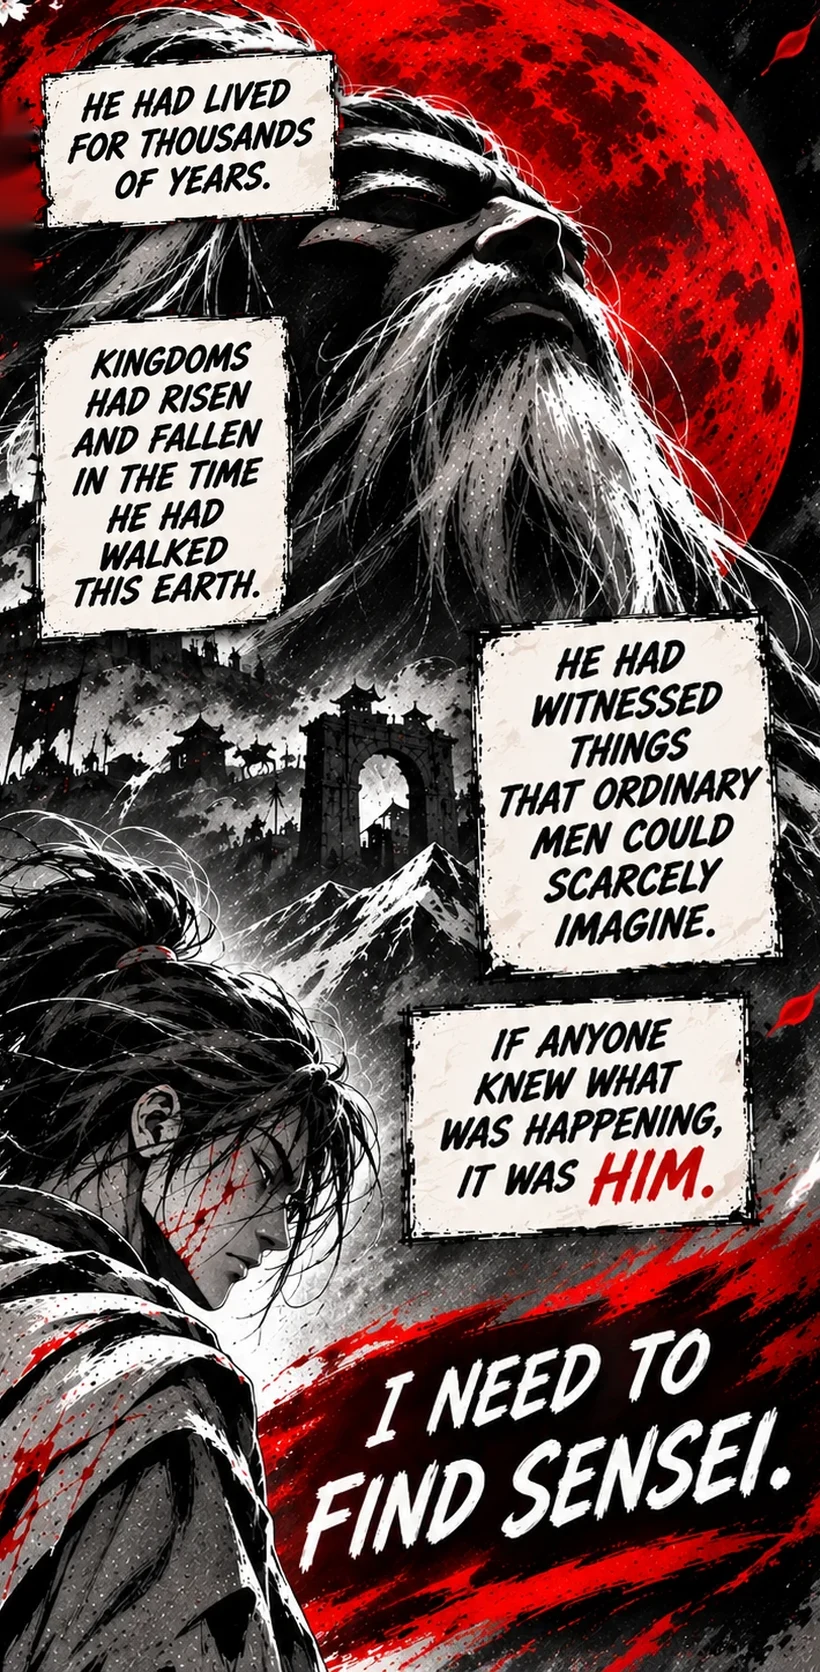 HE HAD LIVED
FOR THOUSANDS
OF YEARS.
KINGDOMS
HAD RISEN
AND FALLEN
IN THE TIME
HE HAD
WALKED
THIS EARTH.
HE HAD
WITNESSED
THINGS
THAT ORDINARY
MEN COULD
SCARCELY
IMAGINE.
IF ANYONE
KNEW WHAT
WAS HAPPENING,
IT WAS HIM.
I NEED TO
FIND SENSEI.